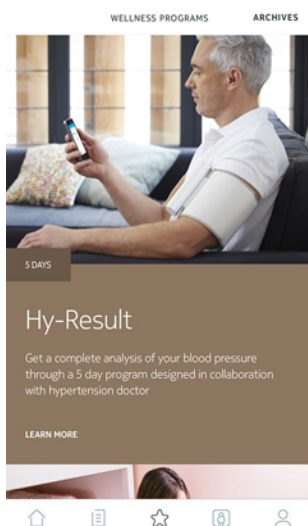 WELLNESS PROGRAMS
ARCHIVES
5 DAYS
Hy-Result
Get a complete analysis of your blood pressure
through a 5 day program designed in collaboration
with hypertension doctor
LEARN MORE